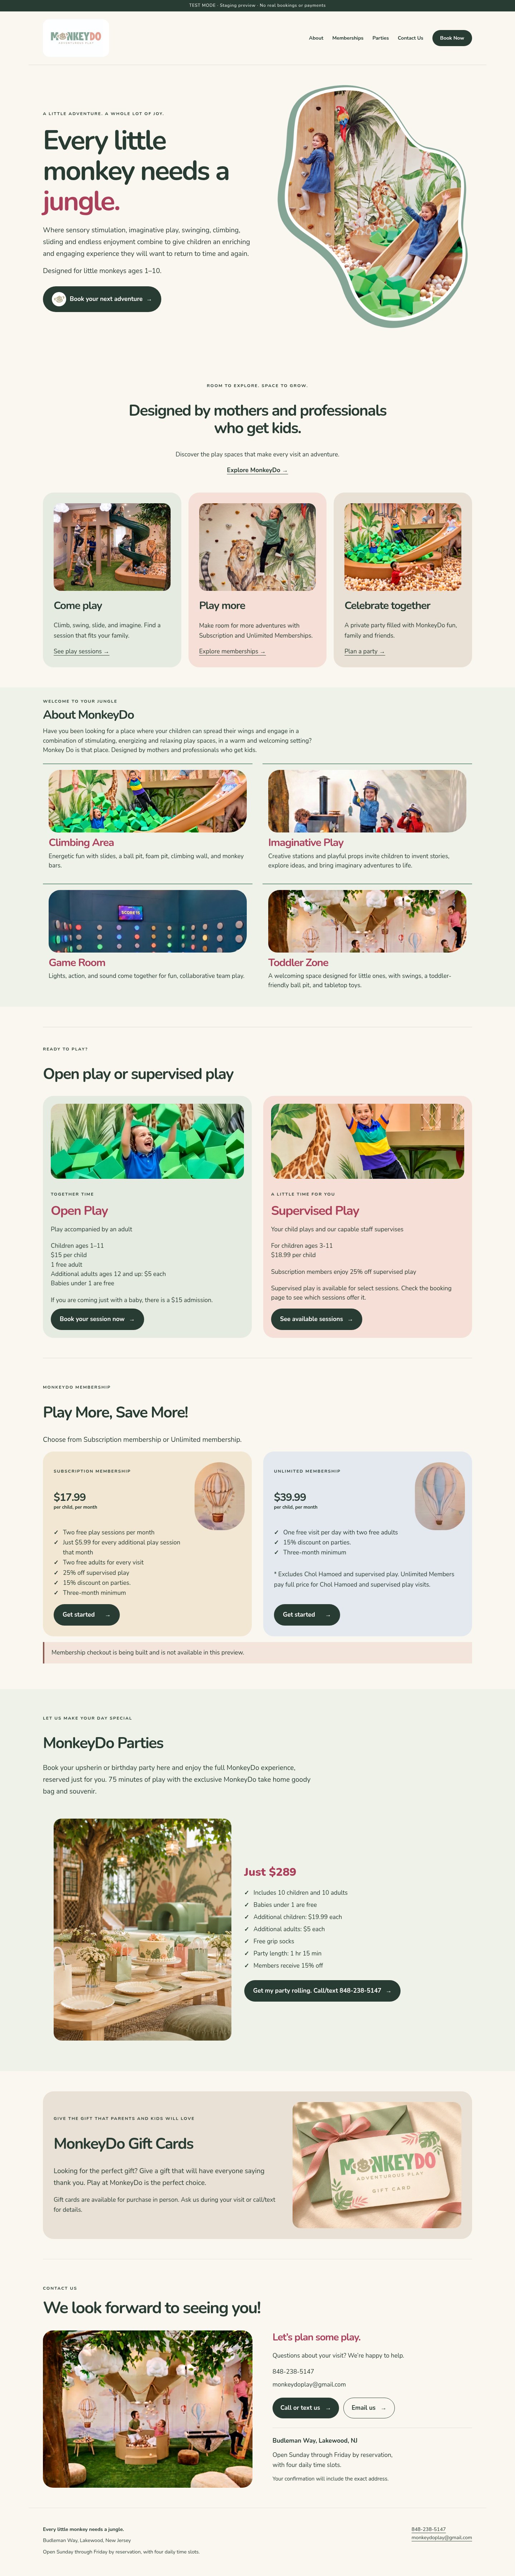 TEST MODE · Staging preview · No real bookings or payments
MONKEYDO
About
Memberships
Parties
Contact Us
Book Now
A LITTLE ADVENTURE. A WHOLE LOT OF JOY.
Every little
monkey needs a
jungle.
Where sensory stimulation, imaginative play, swinging, climbing,
sliding and endless enjoyment combine to give children an enriching
and engaging experience they will want to return to time and again.
Designed for little monkeys ages 1–10.
Book your next adventure →
ROOM TO EXPLORE. SPACE TO GROW.
Designed by mothers and professionals
who get kids.
Discover the play spaces that make every visit an adventure.
Explore MonkeyDo →
Come play
Climb, swing, slide, and imagine. Find a
session that fits your family.
See play sessions →
Play more
Make room for more adventures with
Subscription and Unlimited Memberships.
Explore memberships →
Celebrate together
A private party filled with MonkeyDo fun,
family and friends.
Plan a party →
WELCOME TO YOUR JUNGLE
About MonkeyDo
Have you been looking for a place where your children can spread their wings and engage in a
combination of stimulating, energizing and relaxing play spaces, in a warm and welcoming setting?
Monkey Do is that place. Designed by mothers and professionals who get kids.
Climbing Area
Energetic fun with slides, a ball pit, foam pit, climbing wall, and monkey
bars.
Imaginative Play
Creative stations and playful props invite children to invent stories,
explore ideas, and bring imaginary adventures to life.
Game Room
Lights, action, and sound come together for fun, collaborative team play.
Toddler Zone
A welcoming space designed for little ones, with swings, a toddler-
friendly ball pit, and tabletop toys.
READY TO PLAY?
Open play or supervised play
TOGETHER TIME
Open Play
Play accompanied by an adult
Children ages 1–11
$15 per child
1 free adult
Additional adults ages 12 and up: $5 each
Babies under 1 are free
If you are coming just with a baby, there is a $15 admission.
Book your session now →
A LITTLE TIME FOR YOU
Supervised Play
Your child plays and our capable staff supervises
For children ages 3–11
$18.99 per child
Subscription members enjoy 25% off supervised play
Supervised play is available for select sessions. Check the booking
page to see which sessions offer it.
See available sessions →
MONKEYDO MEMBERSHIP
Play More, Save More!
Choose from Subscription membership or Unlimited membership.
SUBSCRIPTION MEMBERSHIP
$17.99
per child, per month
✓ Two free play sessions per month
✓ Just $5.99 for every additional play session
that month
✓ Two free adults for every visit
✓ 25% off supervised play
✓ 15% discount on parties.
✓ Three-month minimum
Get started →
UNLIMITED MEMBERSHIP
$39.99
per child, per month
✓ One free visit per day with two free adults
✓ 15% discount on parties.
✓ Three-month minimum
* Excludes Chol Hamoed and supervised play. Unlimited Members
pay full price for Chol Hamoed and supervised play visits.
Get started →
Membership checkout is being built and is not available in this preview.
LET US MAKE YOUR DAY SPECIAL
MonkeyDo Parties
Book your upsherin or birthday party here and enjoy the full MonkeyDo experience,
reserved just for you. 75 minutes of play with the exclusive MonkeyDo take home goody
bag and souvenir.
Just $289
✓ Includes 10 children and 10 adults
✓ Babies under 1 are free
✓ Additional children: $19.99 each
✓ Additional adults: $5 each
✓ Free grip socks
✓ Party length: 1 hr 15 min
✓ Members receive 15% off
Get my party rolling. Call/text 848-238-5147 →
GIVE THE GIFT THAT PARENTS AND KIDS WILL LOVE
MonkeyDo Gift Cards
Looking for the perfect gift? Give a gift that will have everyone saying
thank you. Play at MonkeyDo is the perfect choice.
Gift cards are available for purchase in person. Ask us during your visit or call/text
for details.
MONKEYDO
ADVENTUROUS PLAY
GIFT CARD
CONTACT US
We look forward to seeing you!
Let's plan some play.
Questions about your visit? We're happy to help.
848-238-5147
monkeydoplay@gmail.com
Call or text us →
Email us →
Budleman Way, Lakewood, NJ
Open Sunday through Friday by reservation,
with four daily time slots.
Your confirmation will include the exact address.
Every little monkey needs a jungle.
Budleman Way, Lakewood, New Jersey
Open Sunday through Friday by reservation, with four daily time slots.
848-238-5147
monkeydoplay@gmail.com